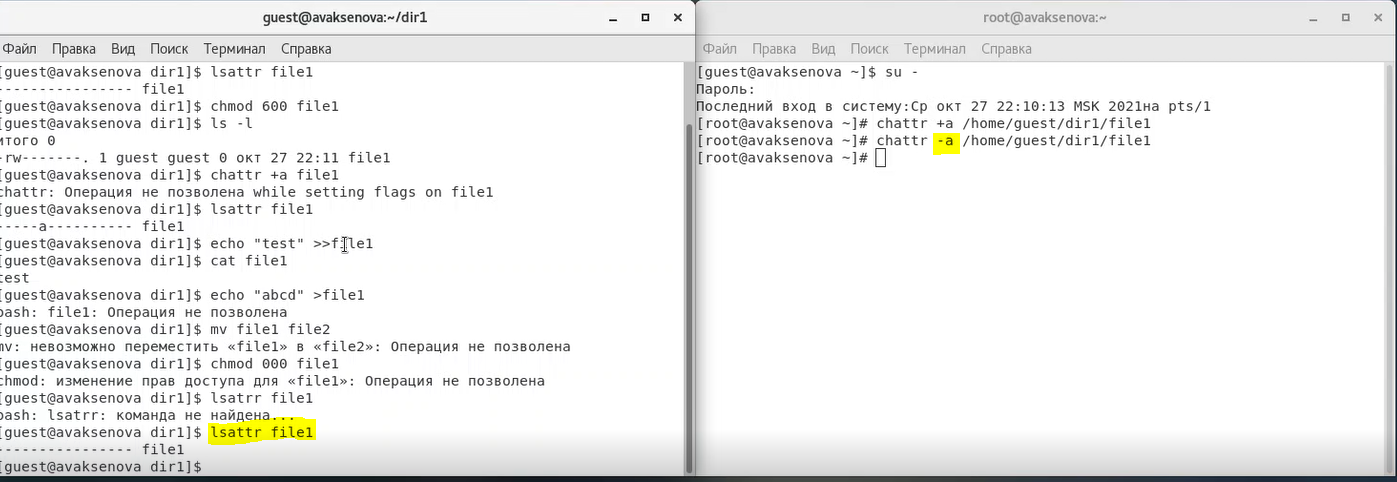 guest@avaksenova:~/dir1
Файл Правка Вид Поиск Терминал Справка
[guest@avaksenova dir1]$ lsattr file1
---------------- file1
[guest@avaksenova dir1]$ chmod 600 file1
[guest@avaksenova dir1]$ ls -l
итого 0
-rw-------. 1 guest guest 0 окт 27 22:11 file1
[guest@avaksenova dir1]$ chattr +a file1
chattr: Операция не позволена while setting flags on file1
[guest@avaksenova dir1]$ lsattr file1
-----a---------- file1
[guest@avaksenova dir1]$ echo "test" >>file1
[guest@avaksenova dir1]$ cat file1
test
[guest@avaksenova dir1]$ echo "abcd" >file1
bash: file1: Операция не позволена
[guest@avaksenova dir1]$ mv file1 file2
mv: невозможно переместить «file1» в «file2»: Операция не позволена
[guest@avaksenova dir1]$ chmod 000 file1
chmod: изменение прав доступа для «file1»: Операция не позволена
[guest@avaksenova dir1]$ lsatrr file1
bash: lsatrr: команда не найдена...
[guest@avaksenova dir1]$ lsattr file1
---------------- file1
[guest@avaksenova dir1]$
root@avaksenova:~
Файл Правка Вид Поиск Терминал Справка
[guest@avaksenova ~]$ su -
Пароль:
Последний вход в систему:Ср окт 27 22:10:13 MSK 2021на pts/1
[root@avaksenova ~]# chattr +a /home/guest/dir1/file1
[root@avaksenova ~]# chattr -a /home/guest/dir1/file1
[root@avaksenova ~]#